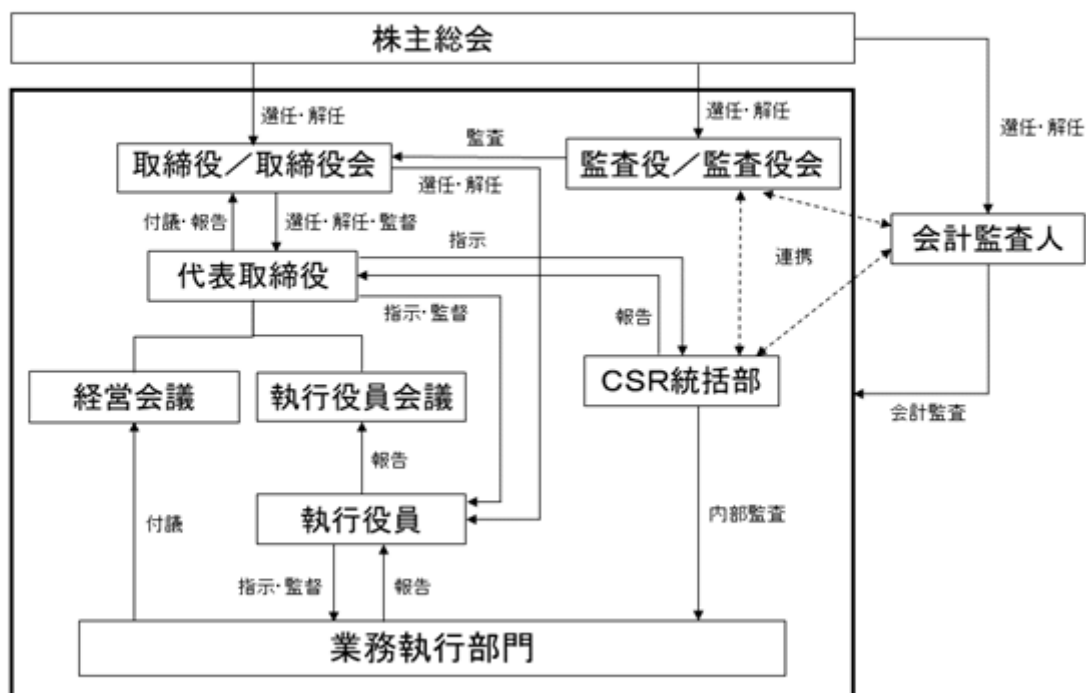 株主総会
選任・解任
選任・解任
選任・解任
監査
取締役／取締役会
監査役／監査役会
選任・解任
付議・報告
選任・解任・監督
指示
連携
会計監査人
代表取締役
指示・監督
報告
経営会議
執行役員会議
CSR統括部
会計監査
報告
執行役員
付議
内部監査
指示・監督
報告
業務執行部門